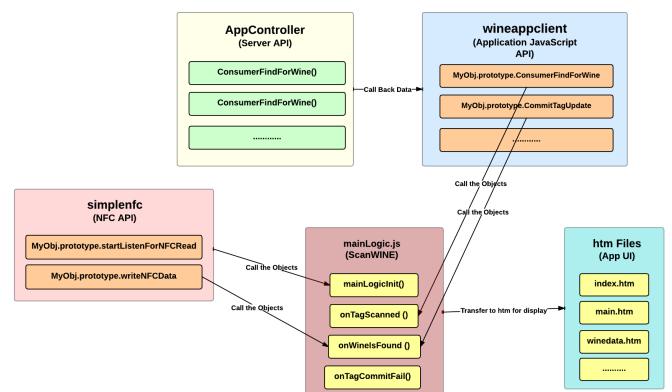 AppController
(Server API)
ConsumerFindForWine()
ConsumerFindForWine()
............
Call Back Data
wineappclient
(Application JavaScript
API)
MyObj.prototype.ConsumerFindForWine
MyObj.prototype.CommitTagUpdate
............
Call the Objects
Call the Objects
simplenfc
(NFC API)
MyObj.prototype.startListenForNFCRead
MyObj.prototype.writeNFCData
Call the Objects
Call the Objects
mainLogic.js
(ScanWINE)
mainLogicInit()
onTagScanned ()
onWineIsFound ()
onTagCommitFail()
Transfer to htm for display
htm Files
(App UI)
index.htm
main.htm
winedata.htm
..........